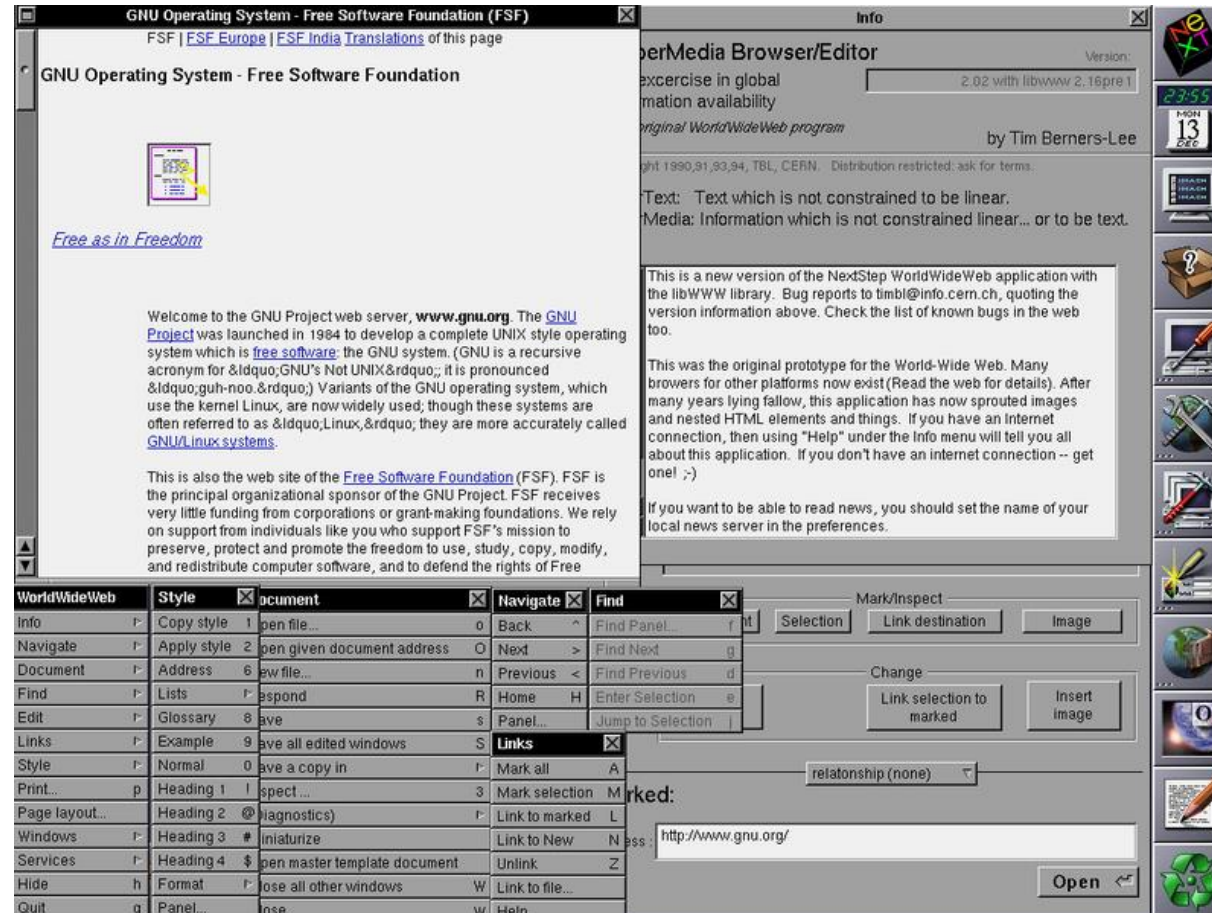 GNU Operating System - Free Software Foundation (FSF)
FSF | FSF Europe | FSF India Translations of this page
GNU Operating System - Free Software Foundation
Free as in Freedom
Welcome to the GNU Project web server, www.gnu.org. The GNU
Project was launched in 1984 to develop a complete UNIX style operating
system which is free software: the GNU system. (GNU is a recursive
acronym for &ldquo;GNU's Not UNIX&rdquo;; it is pronounced
&ldquo;guh-noo.&rdquo;) Variants of the GNU operating system, which
use the kernel Linux, are now widely used; though these systems are
often referred to as &ldquo;Linux,&rdquo; they are more accurately called
GNU/Linux systems.
This is also the web site of the Free Software Foundation (FSF). FSF is
the principal organizational sponsor of the GNU Project. FSF receives
very little funding from corporations or grant-making foundations. We rely
on support from individuals like you who support FSF's mission to
preserve, protect and promote the freedom to use, study, copy, modify,
and redistribute computer software, and to defend the rights of Free
Info
perMedia Browser/Editor
Version:
excercise in global
2.02 with libwww 2.16pre1
rmation availability
original WorldWideWeb program
by Tim Berners-Lee
ght 1990,91,93,94, TBL, CERN. Distribution restricted: ask for terms.
rText: Text which is not constrained to be linear.
rMedia: Information which is not constrained linear... or to be text.
This is a new version of the NextStep WorldWideWeb application with
the libWWW library. Bug reports to timbl@info.cern.ch, quoting the
version information above. Check the list of known bugs in the web
too.
This was the original prototype for the World-Wide Web. Many
browers for other platforms now exist (Read the web for details). After
many years lying fallow, this application has now sprouted images
and nested HTML elements and things. If you have an Internet
connection, then using "Help" under the Info menu will tell you all
about this application. If you don't have an internet connection -- get
one! ;-)
If you want to be able to read news, you should set the name of your
local news server in the preferences.
NeXT
23:55
MON
13
DEC
WorldWideWeb
Info
Navigate
Document
Find
Edit
Links
Style
Print... p
Page layout...
Windows
Services
Hide h
Quit q
Style
Copy style 1
Apply style 2
Address 6
Lists
Glossary 8
Example 9
Normal 0
Heading 1 !
Heading 2 @
Heading 3 #
Heading 4 $
Format
Panel...
ocument
pen file... o
pen given document address O
ew file... n
espond R
ave s
ave all edited windows S
ave a copy in
spect ... 3
iagnostics)
iniaturize
pen master template document
lose all other windows W
lose w
Navigate
Back ^
Next >
Previous <
Home H
Panel...
Find
Find Panel... f
Find Next g
Find Previous d
Enter Selection e
Jump to Selection j
Links
Mark all A
Mark selection M
Link to marked L
Link to New N
Unlink Z
Link to file...
Help
Mark/Inspect
nt
Selection
Link destination
Image
Change
Link selection to
marked
Insert
image
relationship (none)
rked:
ess : http://www.gnu.org/
Open